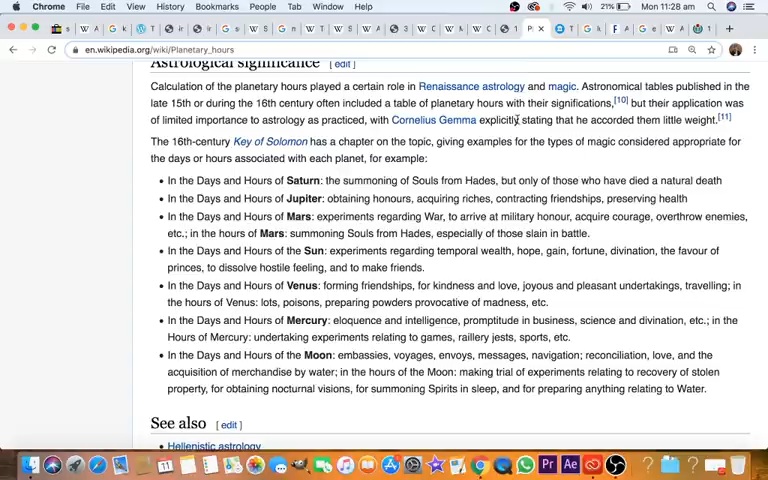 Chrome File Edit View History Bookmarks People Tab Window Help 21% Mon 11:28 am
en.wikipedia.org/wiki/Planetary_hours
Astrological significance [ edit ]
Calculation of the planetary hours played a certain role in Renaissance astrology and magic. Astronomical tables published in the
late 15th or during the 16th century often included a table of planetary hours with their significations,[10] but their application was
of limited importance to astrology as practiced, with Cornelius Gemma explicitly stating that he accorded them little weight.[11]
The 16th-century Key of Solomon has a chapter on the topic, giving examples for the types of magic considered appropriate for
the days or hours associated with each planet, for example:
• In the Days and Hours of Saturn: the summoning of Souls from Hades, but only of those who have died a natural death
• In the Days and Hours of Jupiter: obtaining honours, acquiring riches, contracting friendships, preserving health
• In the Days and Hours of Mars: experiments regarding War, to arrive at military honour, acquire courage, overthrow enemies,
etc.; in the hours of Mars: summoning Souls from Hades, especially of those slain in battle.
• In the Days and Hours of the Sun: experiments regarding temporal wealth, hope, gain, fortune, divination, the favour of
princes, to dissolve hostile feeling, and to make friends.
• In the Days and Hours of Venus: forming friendships, for kindness and love, joyous and pleasant undertakings, travelling; in
the hours of Venus: lots, poisons, preparing powders provocative of madness, etc.
• In the Days and Hours of Mercury: eloquence and intelligence, promptitude in business, science and divination, etc.; in the
Hours of Mercury: undertaking experiments relating to games, raillery jests, sports, etc.
• In the Days and Hours of the Moon: embassies, voyages, envoys, messages, navigation; reconciliation, love, and the
acquisition of merchandise by water; in the hours of the Moon: making trial of experiments relating to recovery of stolen
property, for obtaining nocturnal visions, for summoning Spirits in sleep, and for preparing anything relating to Water.
See also [ edit ]
• Hellenistic astrology
Pr Ae